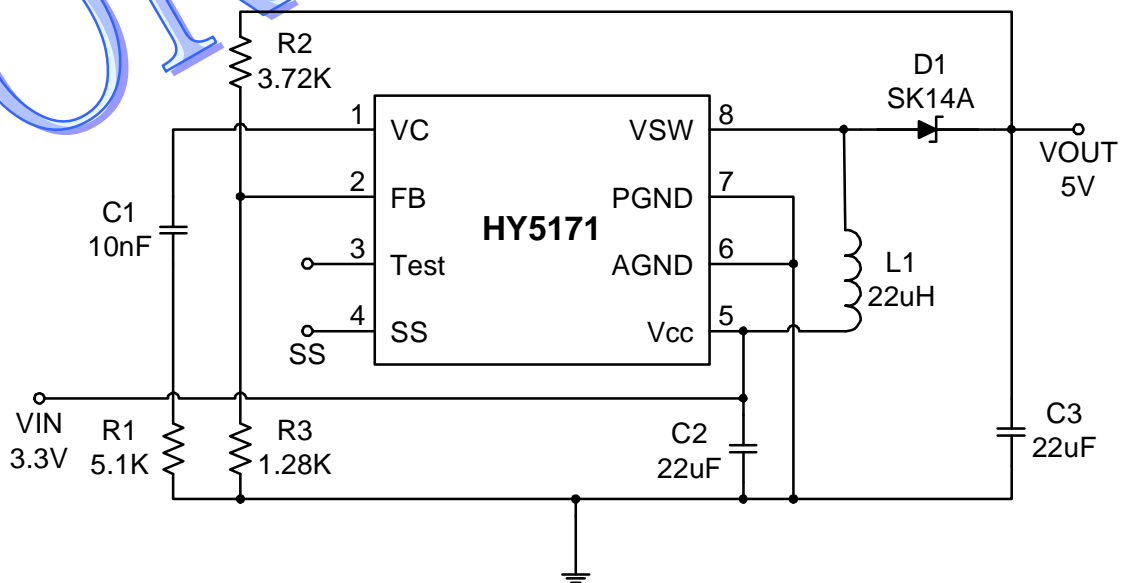 R2
3.72K
D1
SK14A
1
VC
VSW
8
VOUT
5V
2
FB
PGND
7
C1
10nF
HY5171
3
Test
AGND
6
L1
22uH
4
SS
Vcc
5
SS
VIN
3.3V
R1
5.1K
R3
1.28K
C2
22uF
C3
22uF